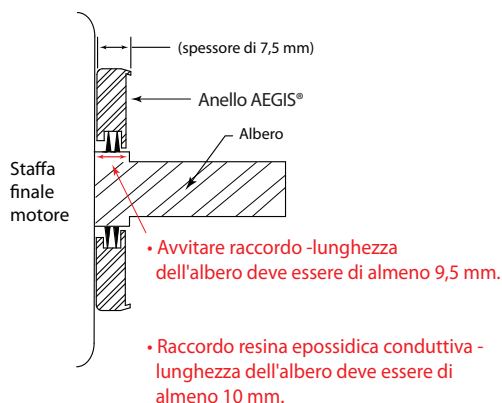 (spessore di 7,5 mm)
Anello AEGIS®
Albero
Staffa
finale
motore
• Avvitare raccordo -lunghezza
dell'albero deve essere di almeno 9,5 mm.
• Raccordo resina epossidica conduttiva -
lunghezza dell'albero deve essere di
almeno 10 mm.